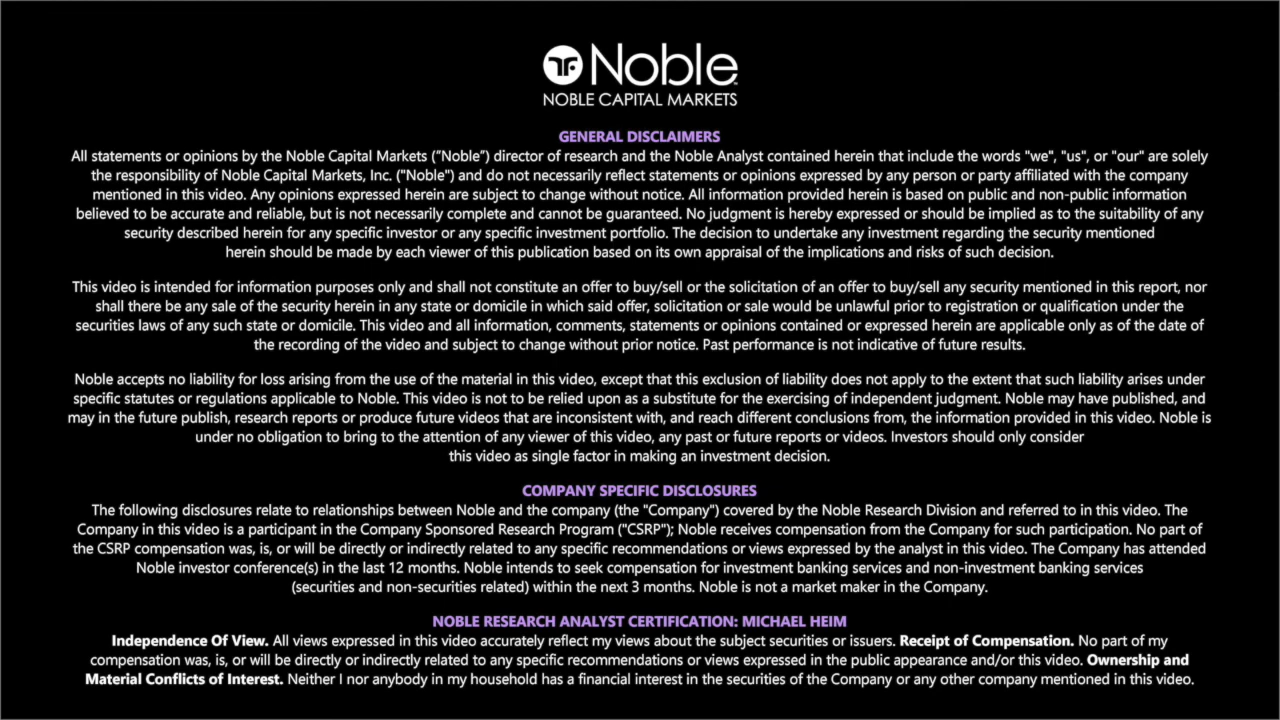 Noble
NOBLE CAPITAL MARKETS
GENERAL DISCLAIMERS
All statements or opinions by the Noble Capital Markets (“Noble”) director of research and the Noble Analyst contained herein that include the words "we", "us", or "our" are solely
the responsibility of Noble Capital Markets, Inc. ("Noble") and do not necessarily reflect statements or opinions expressed by any person or party affiliated with the company
mentioned in this video. Any opinions expressed herein are subject to change without notice. All information provided herein is based on public and non-public information
believed to be accurate and reliable, but is not necessarily complete and cannot be guaranteed. No judgment is hereby expressed or should be implied as to the suitability of any
security described herein for any specific investor or any specific investment portfolio. The decision to undertake any investment regarding the security mentioned
herein should be made by each viewer of this publication based on its own appraisal of the implications and risks of such decision.
This video is intended for information purposes only and shall not constitute an offer to buy/sell or the solicitation of an offer to buy/sell any security mentioned in this report, nor
shall there be any sale of the security herein in any state or domicile in which said offer, solicitation or sale would be unlawful prior to registration or qualification under the
securities laws of any such state or domicile. This video and all information, comments, statements or opinions contained or expressed herein are applicable only as of the date of
the recording of the video and subject to change without prior notice. Past performance is not indicative of future results.
Noble accepts no liability for loss arising from the use of the material in this video, except that this exclusion of liability does not apply to the extent that such liability arises under
specific statutes or regulations applicable to Noble. This video is not to be relied upon as a substitute for the exercising of independent judgment. Noble may have published, and
may in the future publish, research reports or produce future videos that are inconsistent with, and reach different conclusions from, the information provided in this video. Noble is
under no obligation to bring to the attention of any viewer of this video, any past or future reports or videos. Investors should only consider
this video as single factor in making an investment decision.
COMPANY SPECIFIC DISCLOSURES
The following disclosures relate to relationships between Noble and the company (the "Company") covered by the Noble Research Division and referred to in this video. The
Company in this video is a participant in the Company Sponsored Research Program ("CSRP"); Noble receives compensation from the Company for such participation. No part of
the CSRP compensation was, is, or will be directly or indirectly related to any specific recommendations or views expressed by the analyst in this video. The Company has attended
Noble investor conference(s) in the last 12 months. Noble intends to seek compensation for investment banking services and non-investment banking services
(securities and non-securities related) within the next 3 months. Noble is not a market maker in the Company.
NOBLE RESEARCH ANALYST CERTIFICATION: MICHAEL HEIM
Independence Of View. All views expressed in this video accurately reflect my views about the subject securities or issuers. Receipt of Compensation. No part of my
compensation was, is, or will be directly or indirectly related to any specific recommendations or views expressed in the public appearance and/or this video. Ownership and
Material Conflicts of Interest. Neither I nor anybody in my household has a financial interest in the securities of the Company or any other company mentioned in this video.